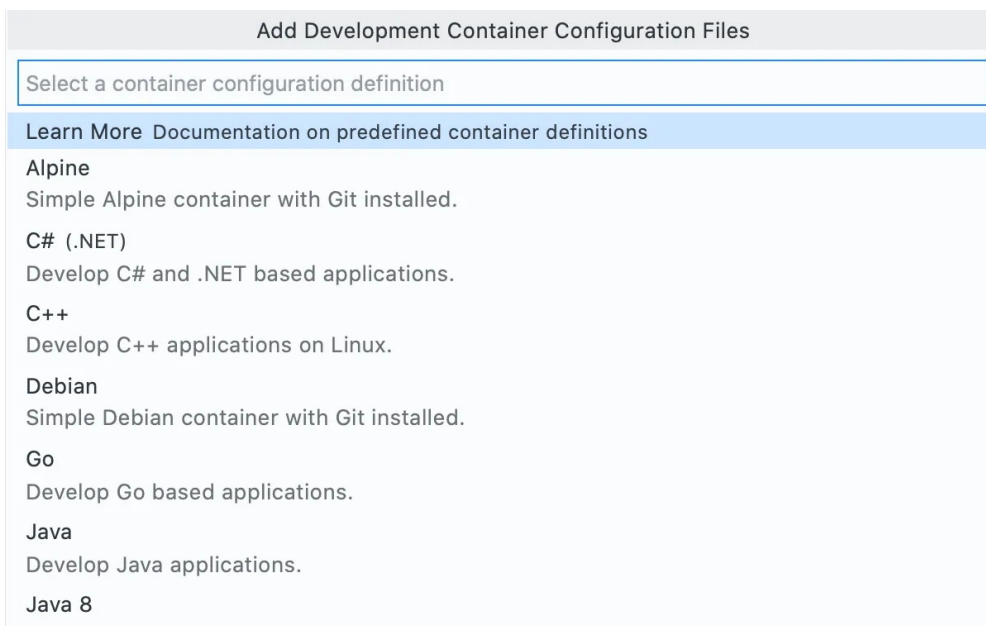 Add Development Container Configuration Files
Select a container configuration definition
Learn More Documentation on predefined container definitions
Alpine
Simple Alpine container with Git installed.
C# (.NET)
Develop C# and .NET based applications.
C++
Develop C++ applications on Linux.
Debian
Simple Debian container with Git installed.
Go
Develop Go based applications.
Java
Develop Java applications.
Java 8